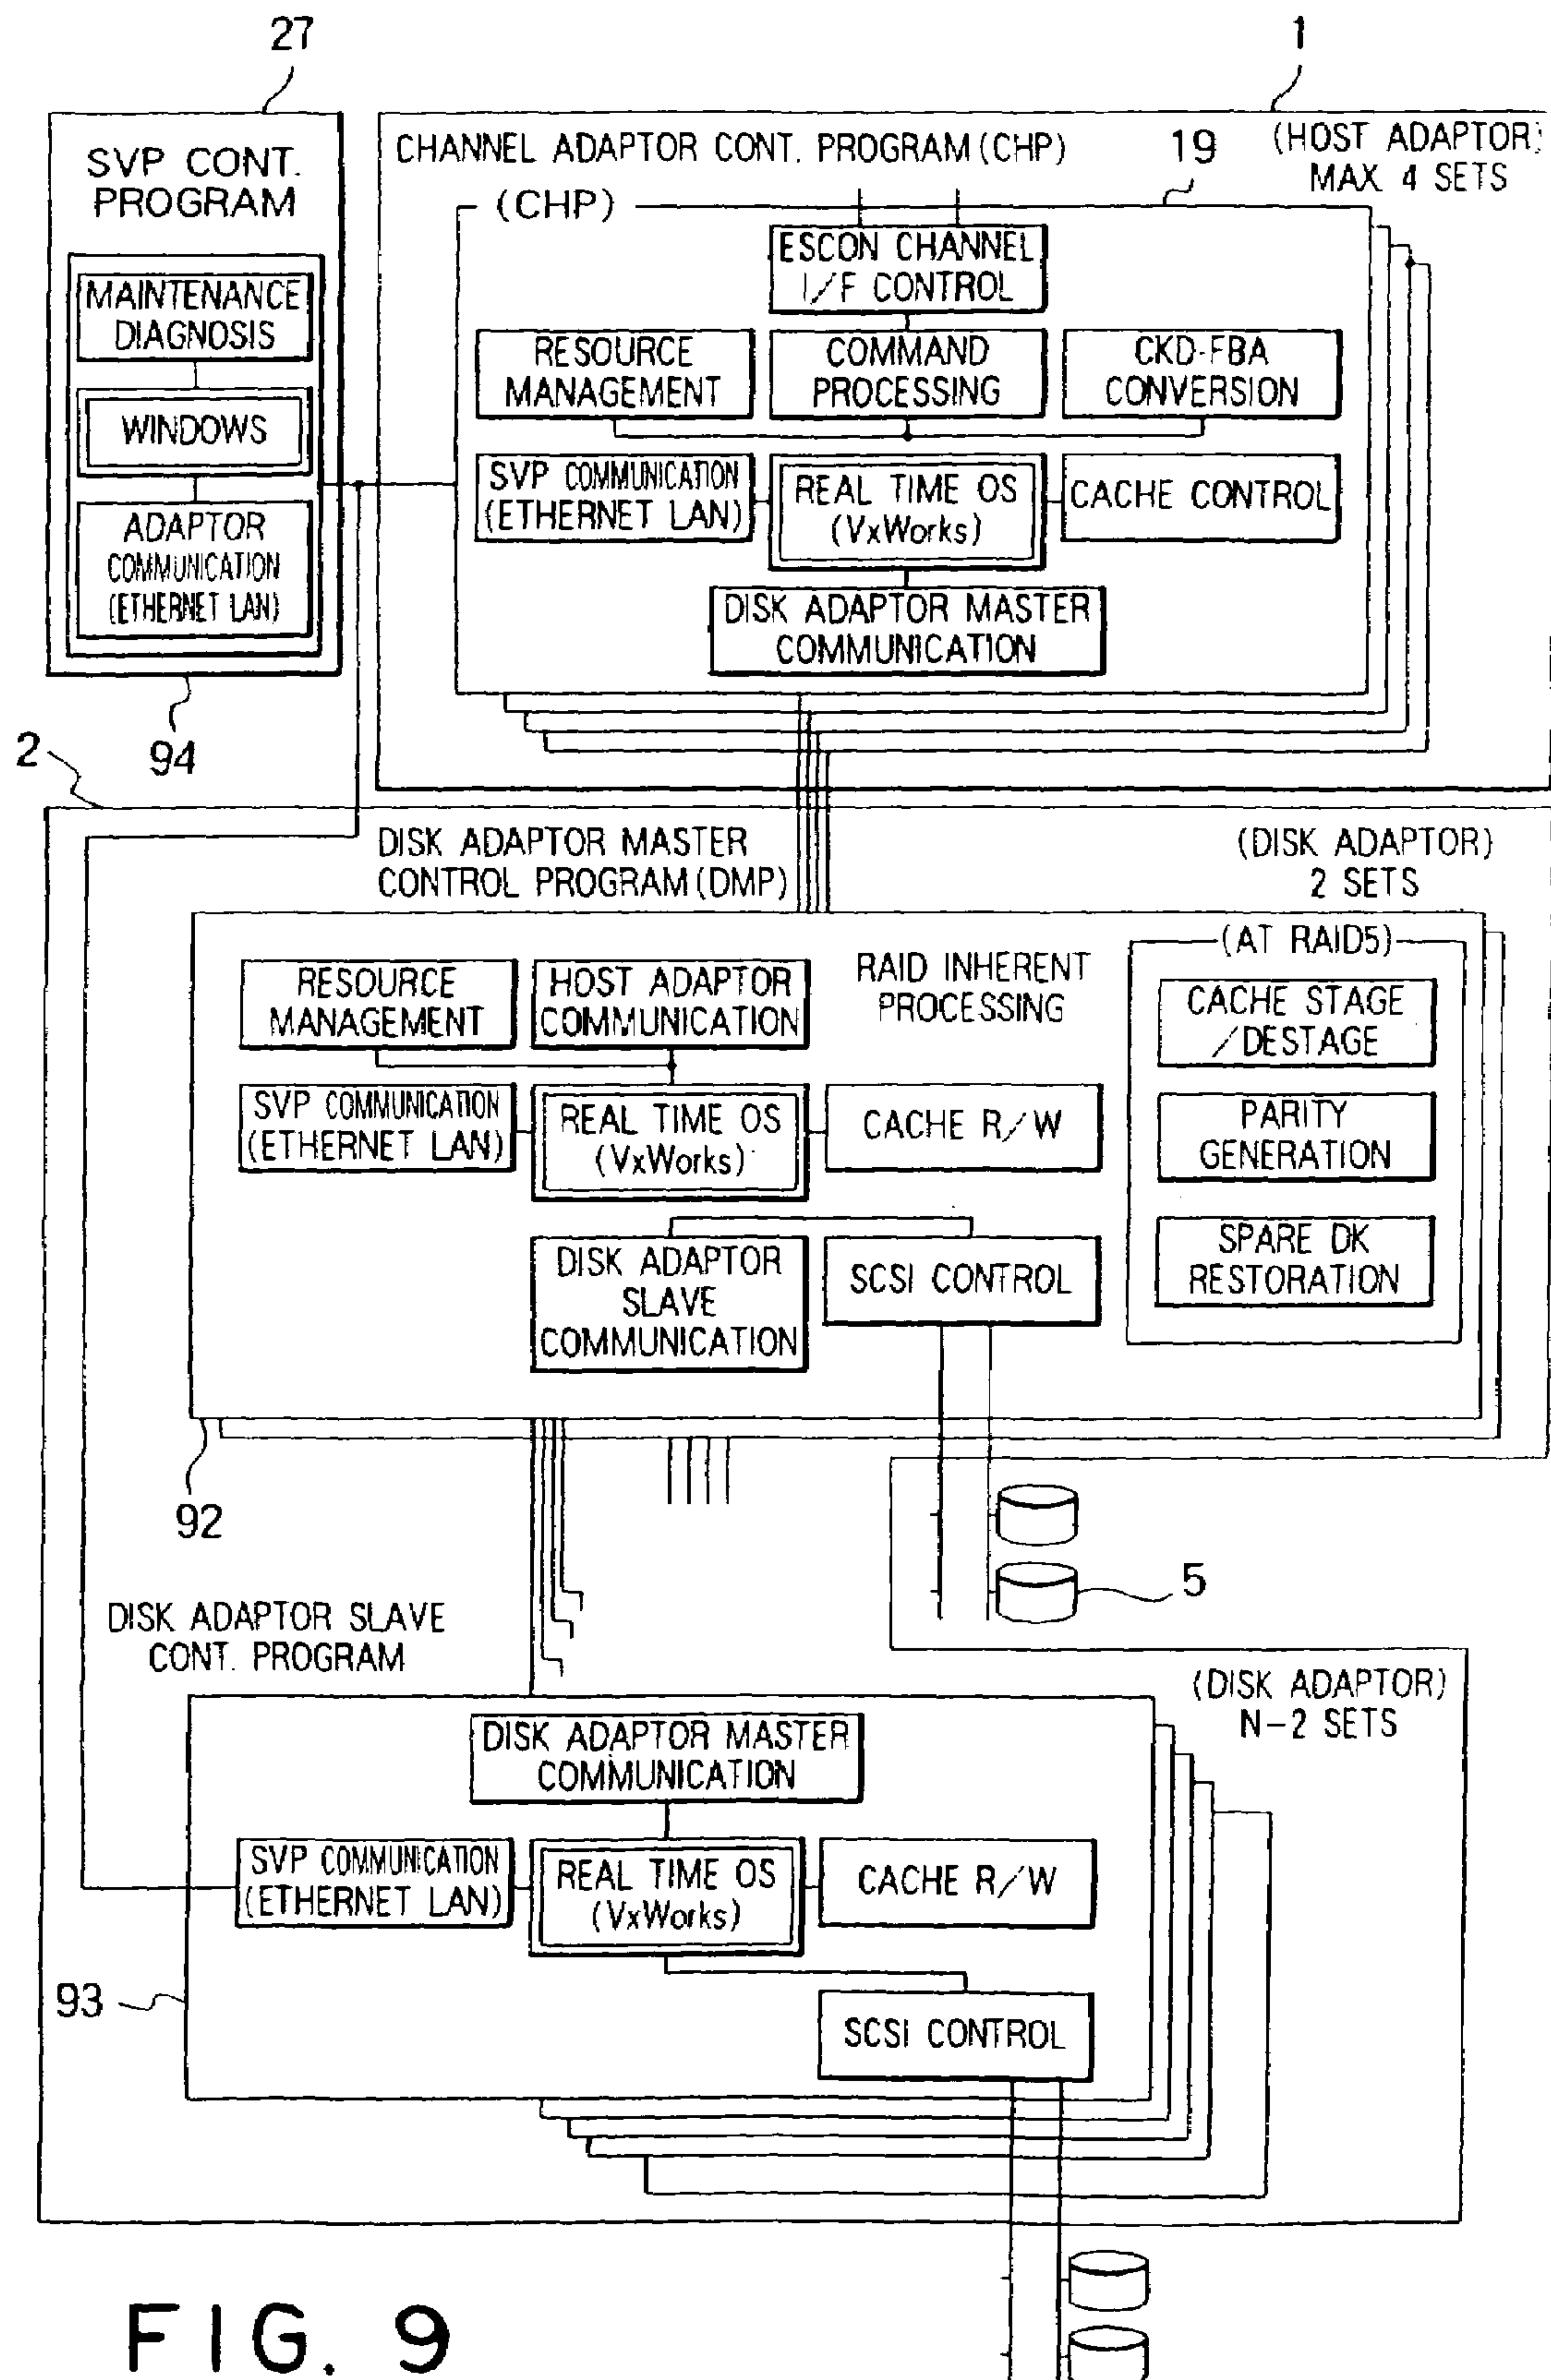 27
1
SVP CONT.
PROGRAM
MAINTENANCE
DIAGNOSIS
WINDOWS
ADAPTOR
COMMUNICATION
(ETHERNET LAN)
94
CHANNEL ADAPTOR CONT. PROGRAM (CHP)
19
(HOST ADAPTOR)
MAX 4 SETS
(CHP)
ESCON CHANNEL
I/F CONTROL
RESOURCE
MANAGEMENT
COMMAND
PROCESSING
CKD-FBA
CONVERSION
SVP COMMUNICATION
(ETHERNET LAN)
REAL TIME OS
(VxWorks)
CACHE CONTROL
DISK ADAPTOR MASTER
COMMUNICATION
2
DISK ADAPTOR MASTER
CONTROL PROGRAM (DMP)
(DISK ADAPTOR)
2 SETS
RESOURCE
MANAGEMENT
HOST ADAPTOR
COMMUNICATION
RAID INHERENT
PROCESSING
(AT RAID5)
CACHE STAGE
/DESTAGE
SVP COMMUNICATION
(ETHERNET LAN)
REAL TIME OS
(VxWorks)
CACHE R/W
PARITY
GENERATION
DISK ADAPTOR
SLAVE
COMMUNICATION
SCSI CONTROL
SPARE DK
RESTORATION
92
5
DISK ADAPTOR SLAVE
CONT. PROGRAM
(DISK ADAPTOR)
N-2 SETS
DISK ADAPTOR MASTER
COMMUNICATION
SVP COMMUNICATION
(ETHERNET LAN)
REAL TIME OS
(VxWorks)
CACHE R/W
93
SCSI CONTROL
FIG. 9